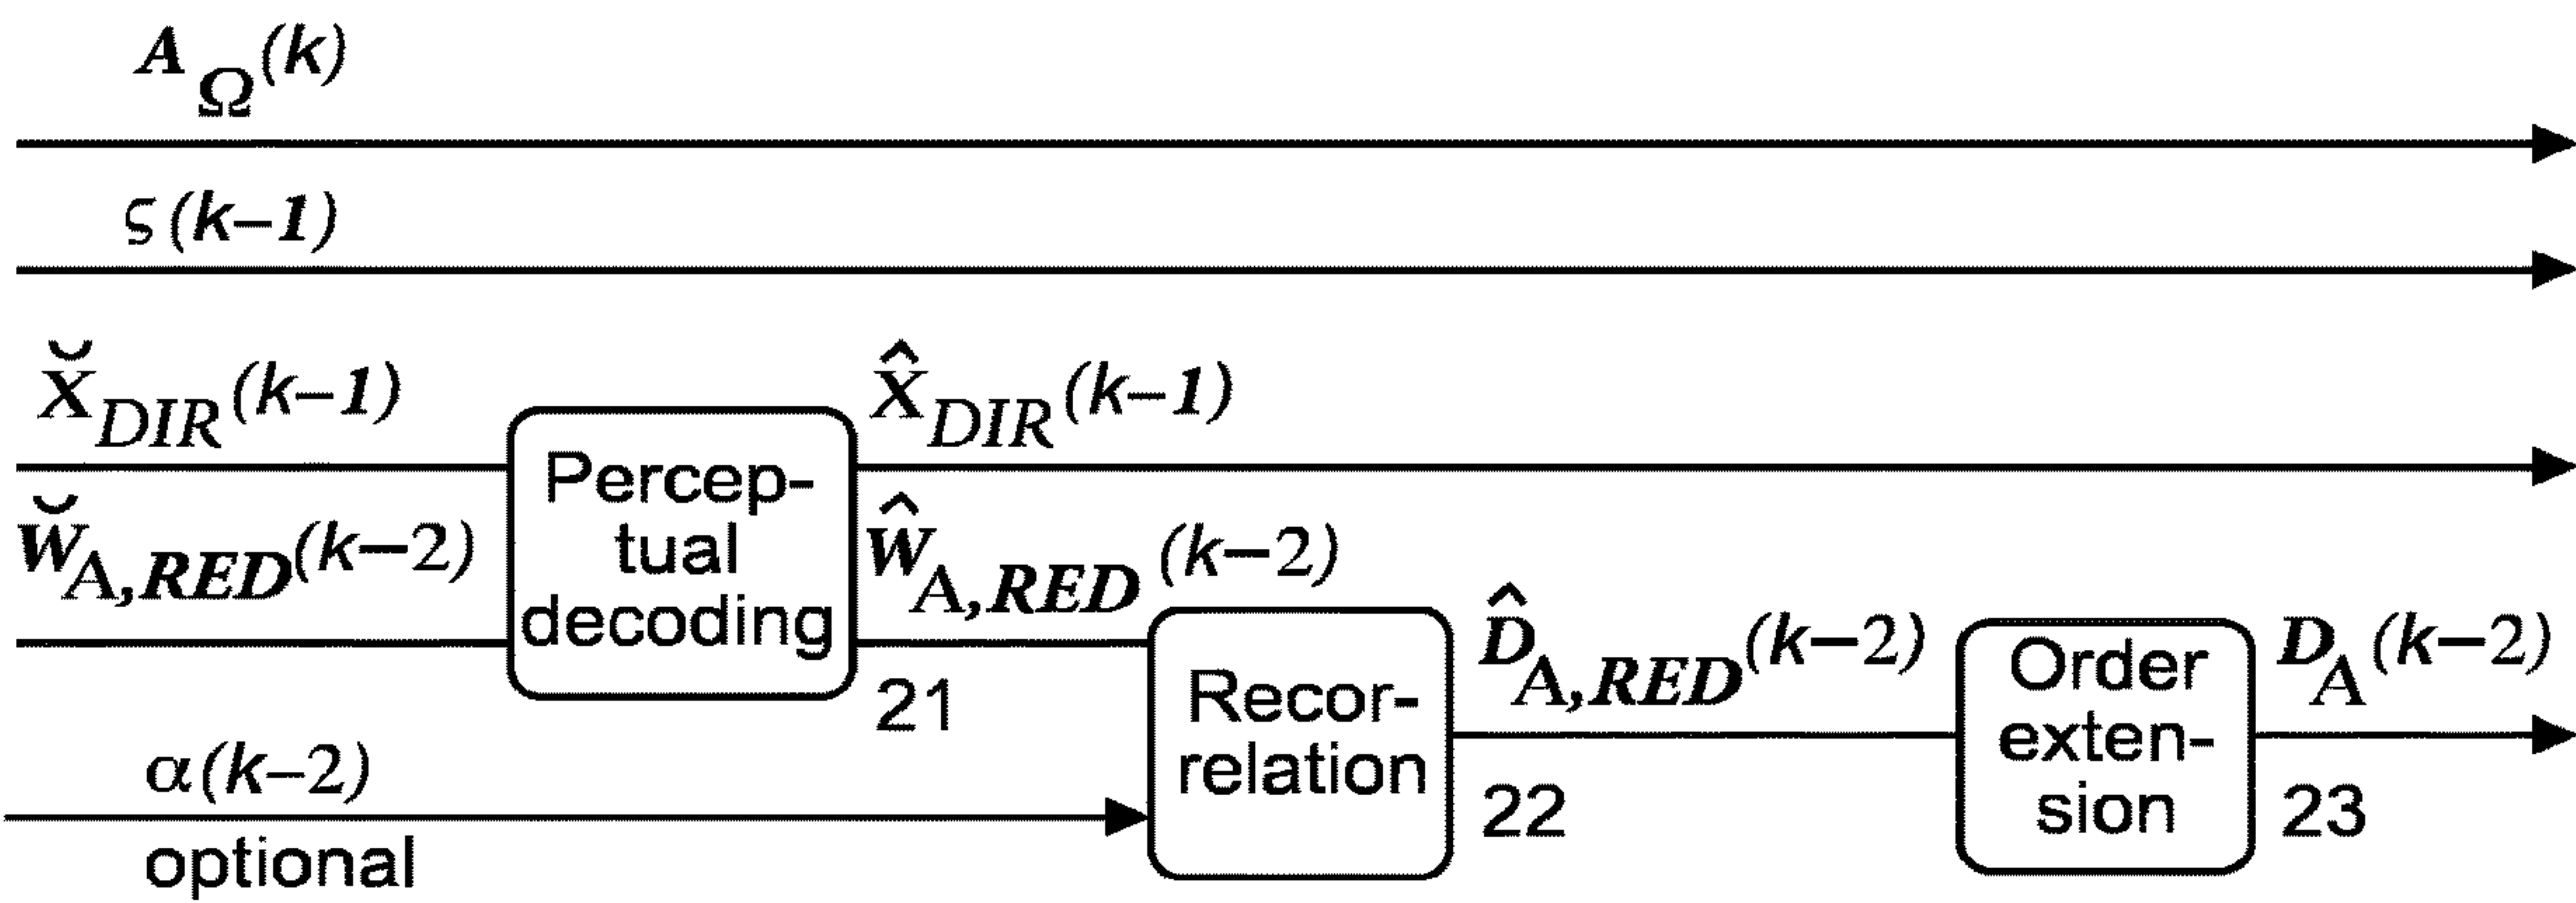 A_Ω(k)
ς(k–1)
X̆_DIR(k–1)
X̂_DIR(k–1)
W̆_A,RED(k–2)
Percep-
tual
decoding
Ŵ_A,RED(k–2)
21
α(k–2)
optional
Recor-
relation
D̂_A,RED(k–2)
22
Order
exten-
sion
D_A(k–2)
23